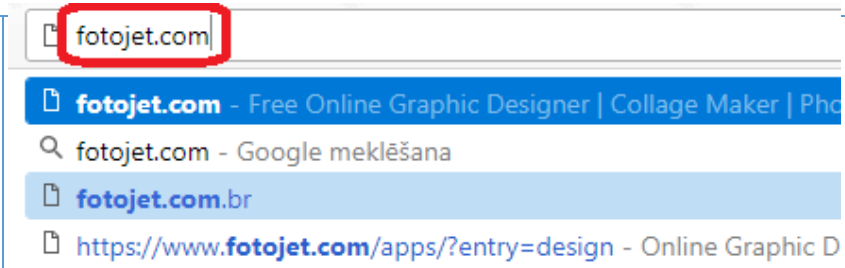 fotojet.com
fotojet.com - Free Online Graphic Designer | Collage Maker | Pho
fotojet.com - Google meklēšana
fotojet.com.br
https://www.fotojet.com/apps/?entry=design - Online Graphic D